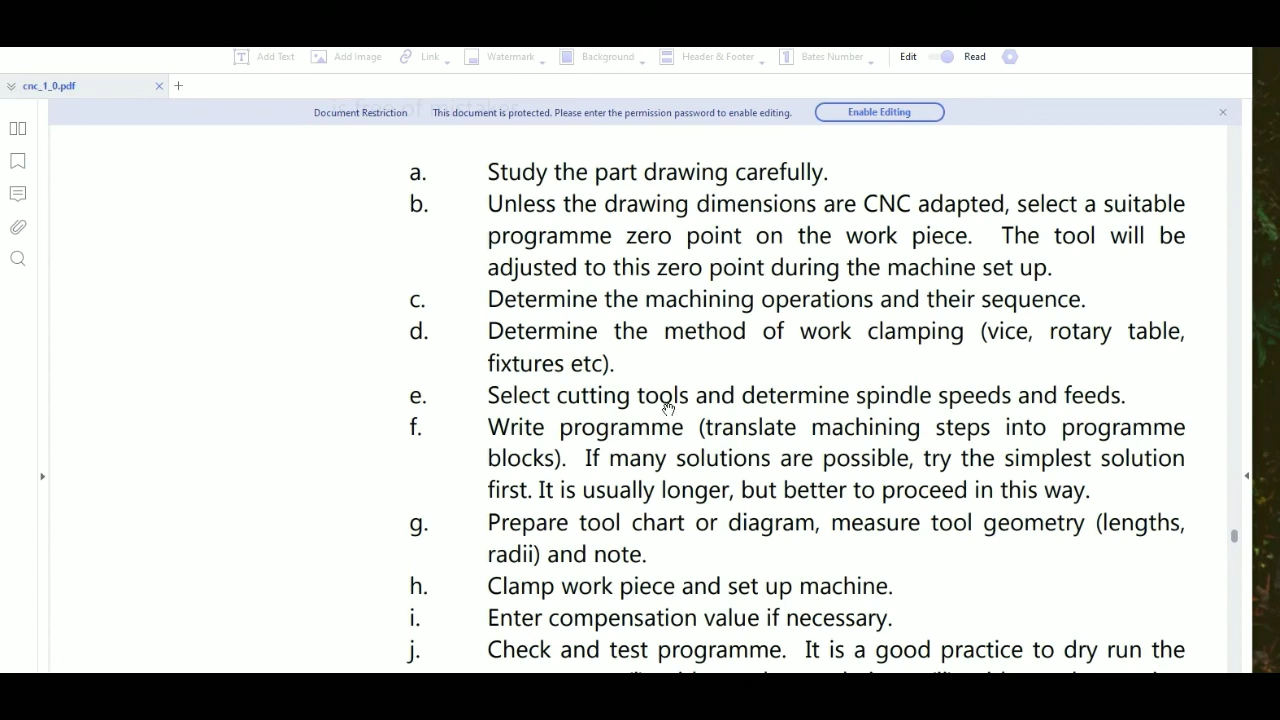 Add Text Add Image Link Watermark Background Header & Footer Bates Number Edit Read
cnc_1_0.pdf
Document Restriction This document is protected. Please enter the permission password to enable editing. Enable Editing
a. Study the part drawing carefully.
b. Unless the drawing dimensions are CNC adapted, select a suitable
programme zero point on the work piece. The tool will be
adjusted to this zero point during the machine set up.
c. Determine the machining operations and their sequence.
d. Determine the method of work clamping (vice, rotary table,
fixtures etc).
e. Select cutting tools and determine spindle speeds and feeds.
f. Write programme (translate machining steps into programme
blocks). If many solutions are possible, try the simplest solution
first. It is usually longer, but better to proceed in this way.
g. Prepare tool chart or diagram, measure tool geometry (lengths,
radii) and note.
h. Clamp work piece and set up machine.
i. Enter compensation value if necessary.
j. Check and test programme. It is a good practice to dry run the